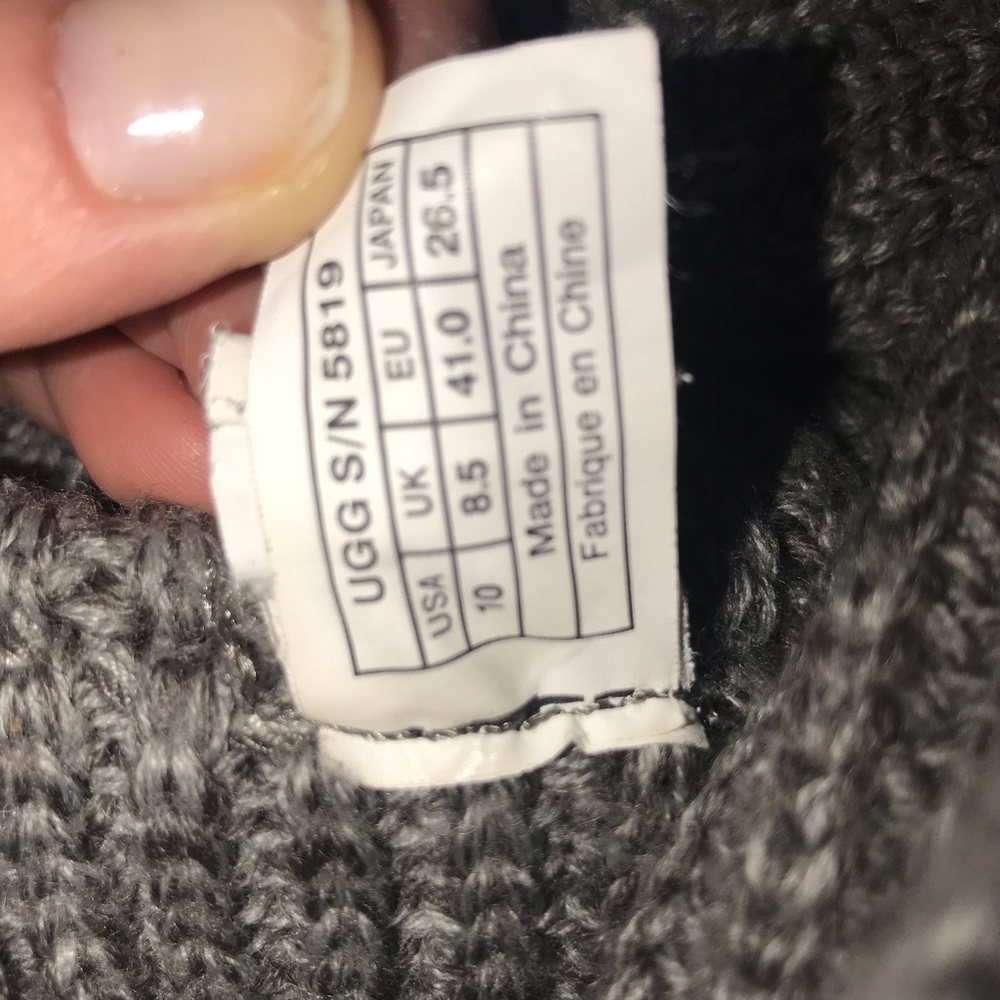 UGG S/N 5819
USA UK EU JAPAN
10 8.5 41.0 26.5
Made in China
Fabrique en Chine